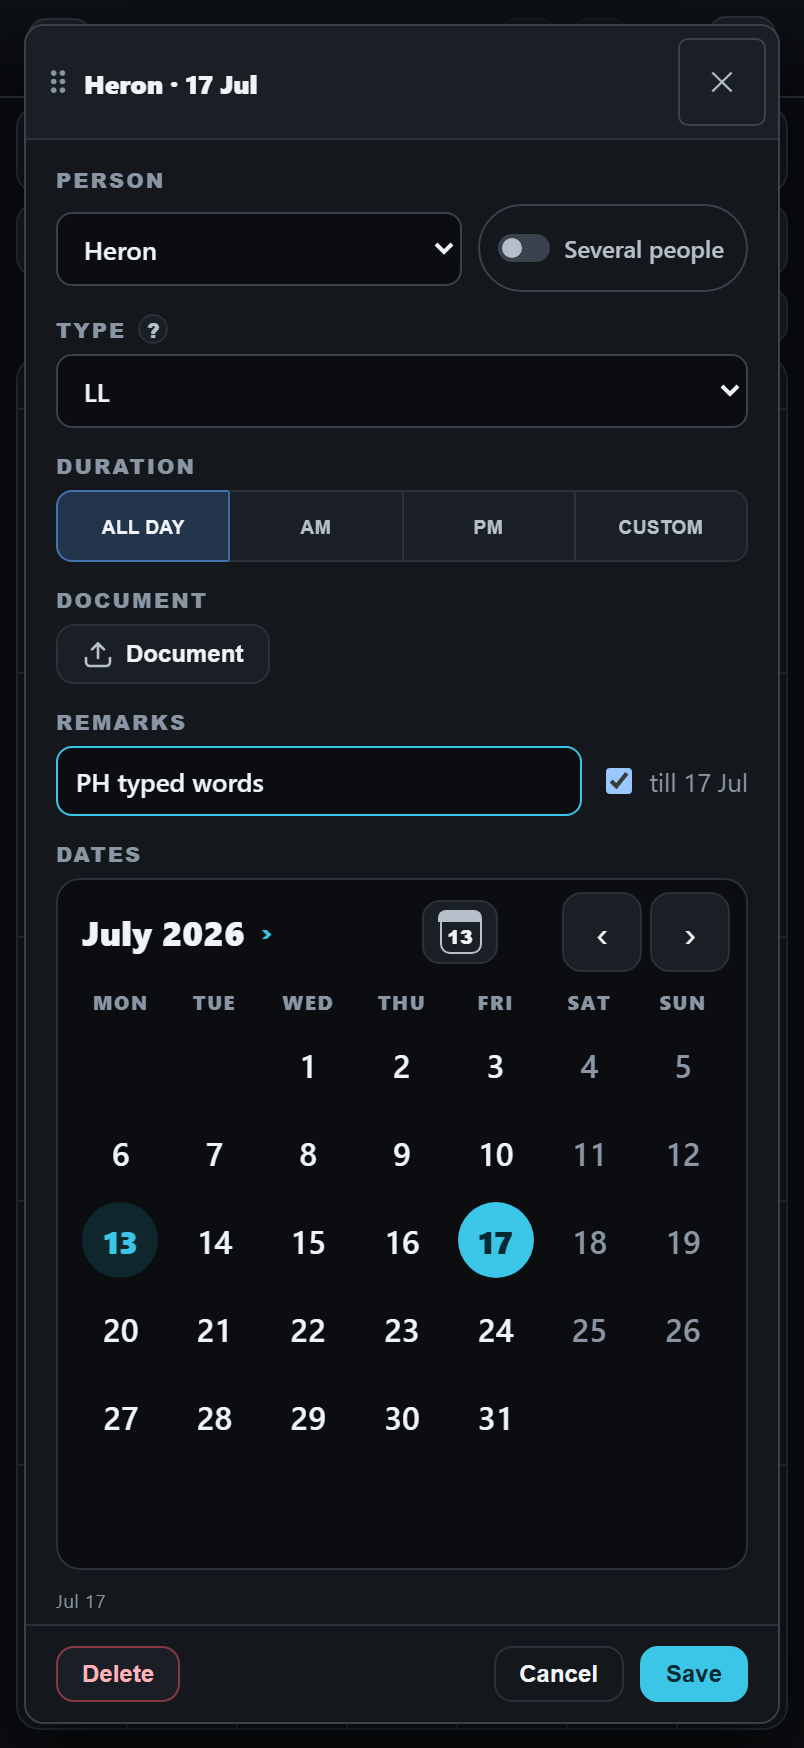 Heron · 17 Jul
PERSON
Heron
Several people
TYPE ?
LL
DURATION
ALL DAY AM PM CUSTOM
DOCUMENT
Document
REMARKS
PH typed words till 17 Jul
DATES
July 2026 › 13 ‹ ›
MON TUE WED THU FRI SAT SUN
1 2 3 4 5
6 7 8 9 10 11 12
13 14 15 16 17 18 19
20 21 22 23 24 25 26
27 28 29 30 31
Jul 17
Delete Cancel Save